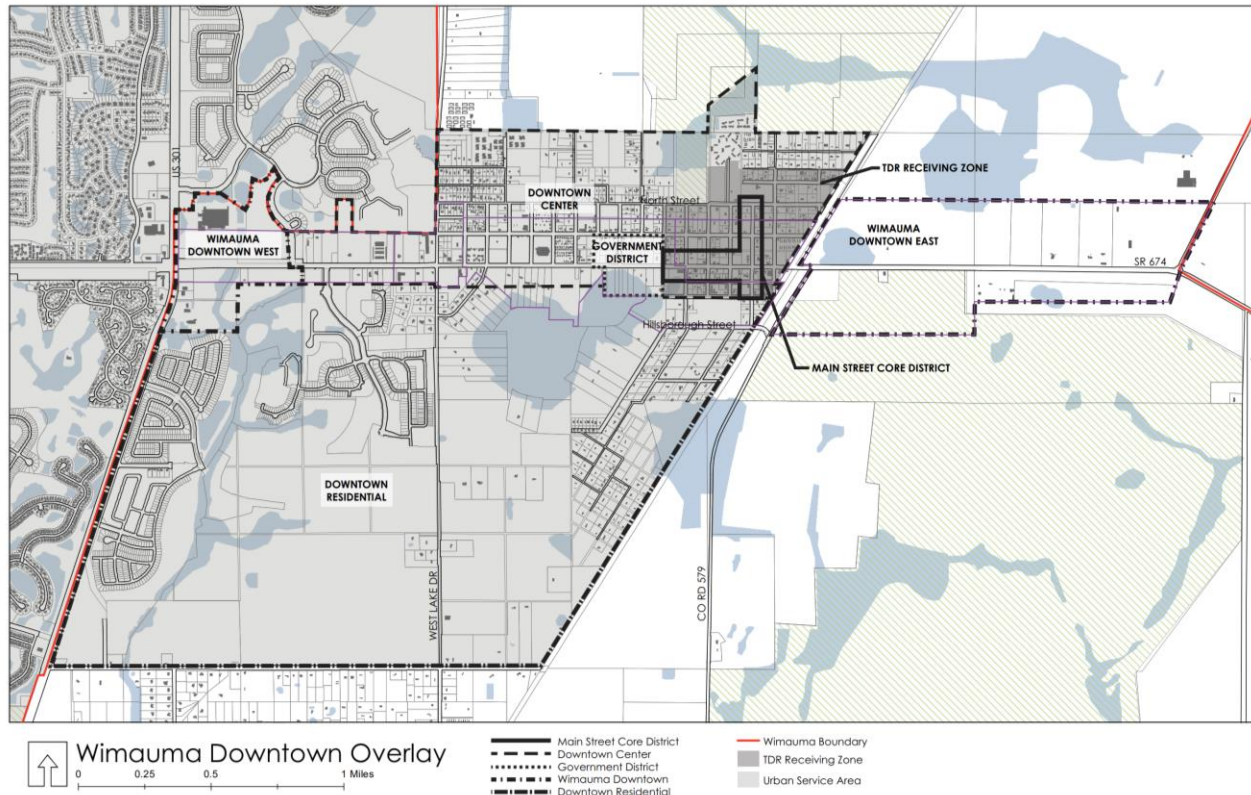 US 301
TDR RECEIVING ZONE
DOWNTOWN
CENTER
North Street
WIMAUMA
DOWNTOWN WEST
GOVERNMENT
DISTRICT
WIMAUMA
DOWNTOWN EAST
SR 674
Hillsborough Street
MAIN STREET CORE DISTRICT
DOWNTOWN
RESIDENTIAL
WEST LAKE DR
CO RD 579
Wimauma Downtown Overlay
0 0.25 0.5 1 Miles
Main Street Core District
Downtown Center
Government District
Wimauma Downtown
Downtown Residential
Wimauma Boundary
TDR Receiving Zone
Urban Service Area